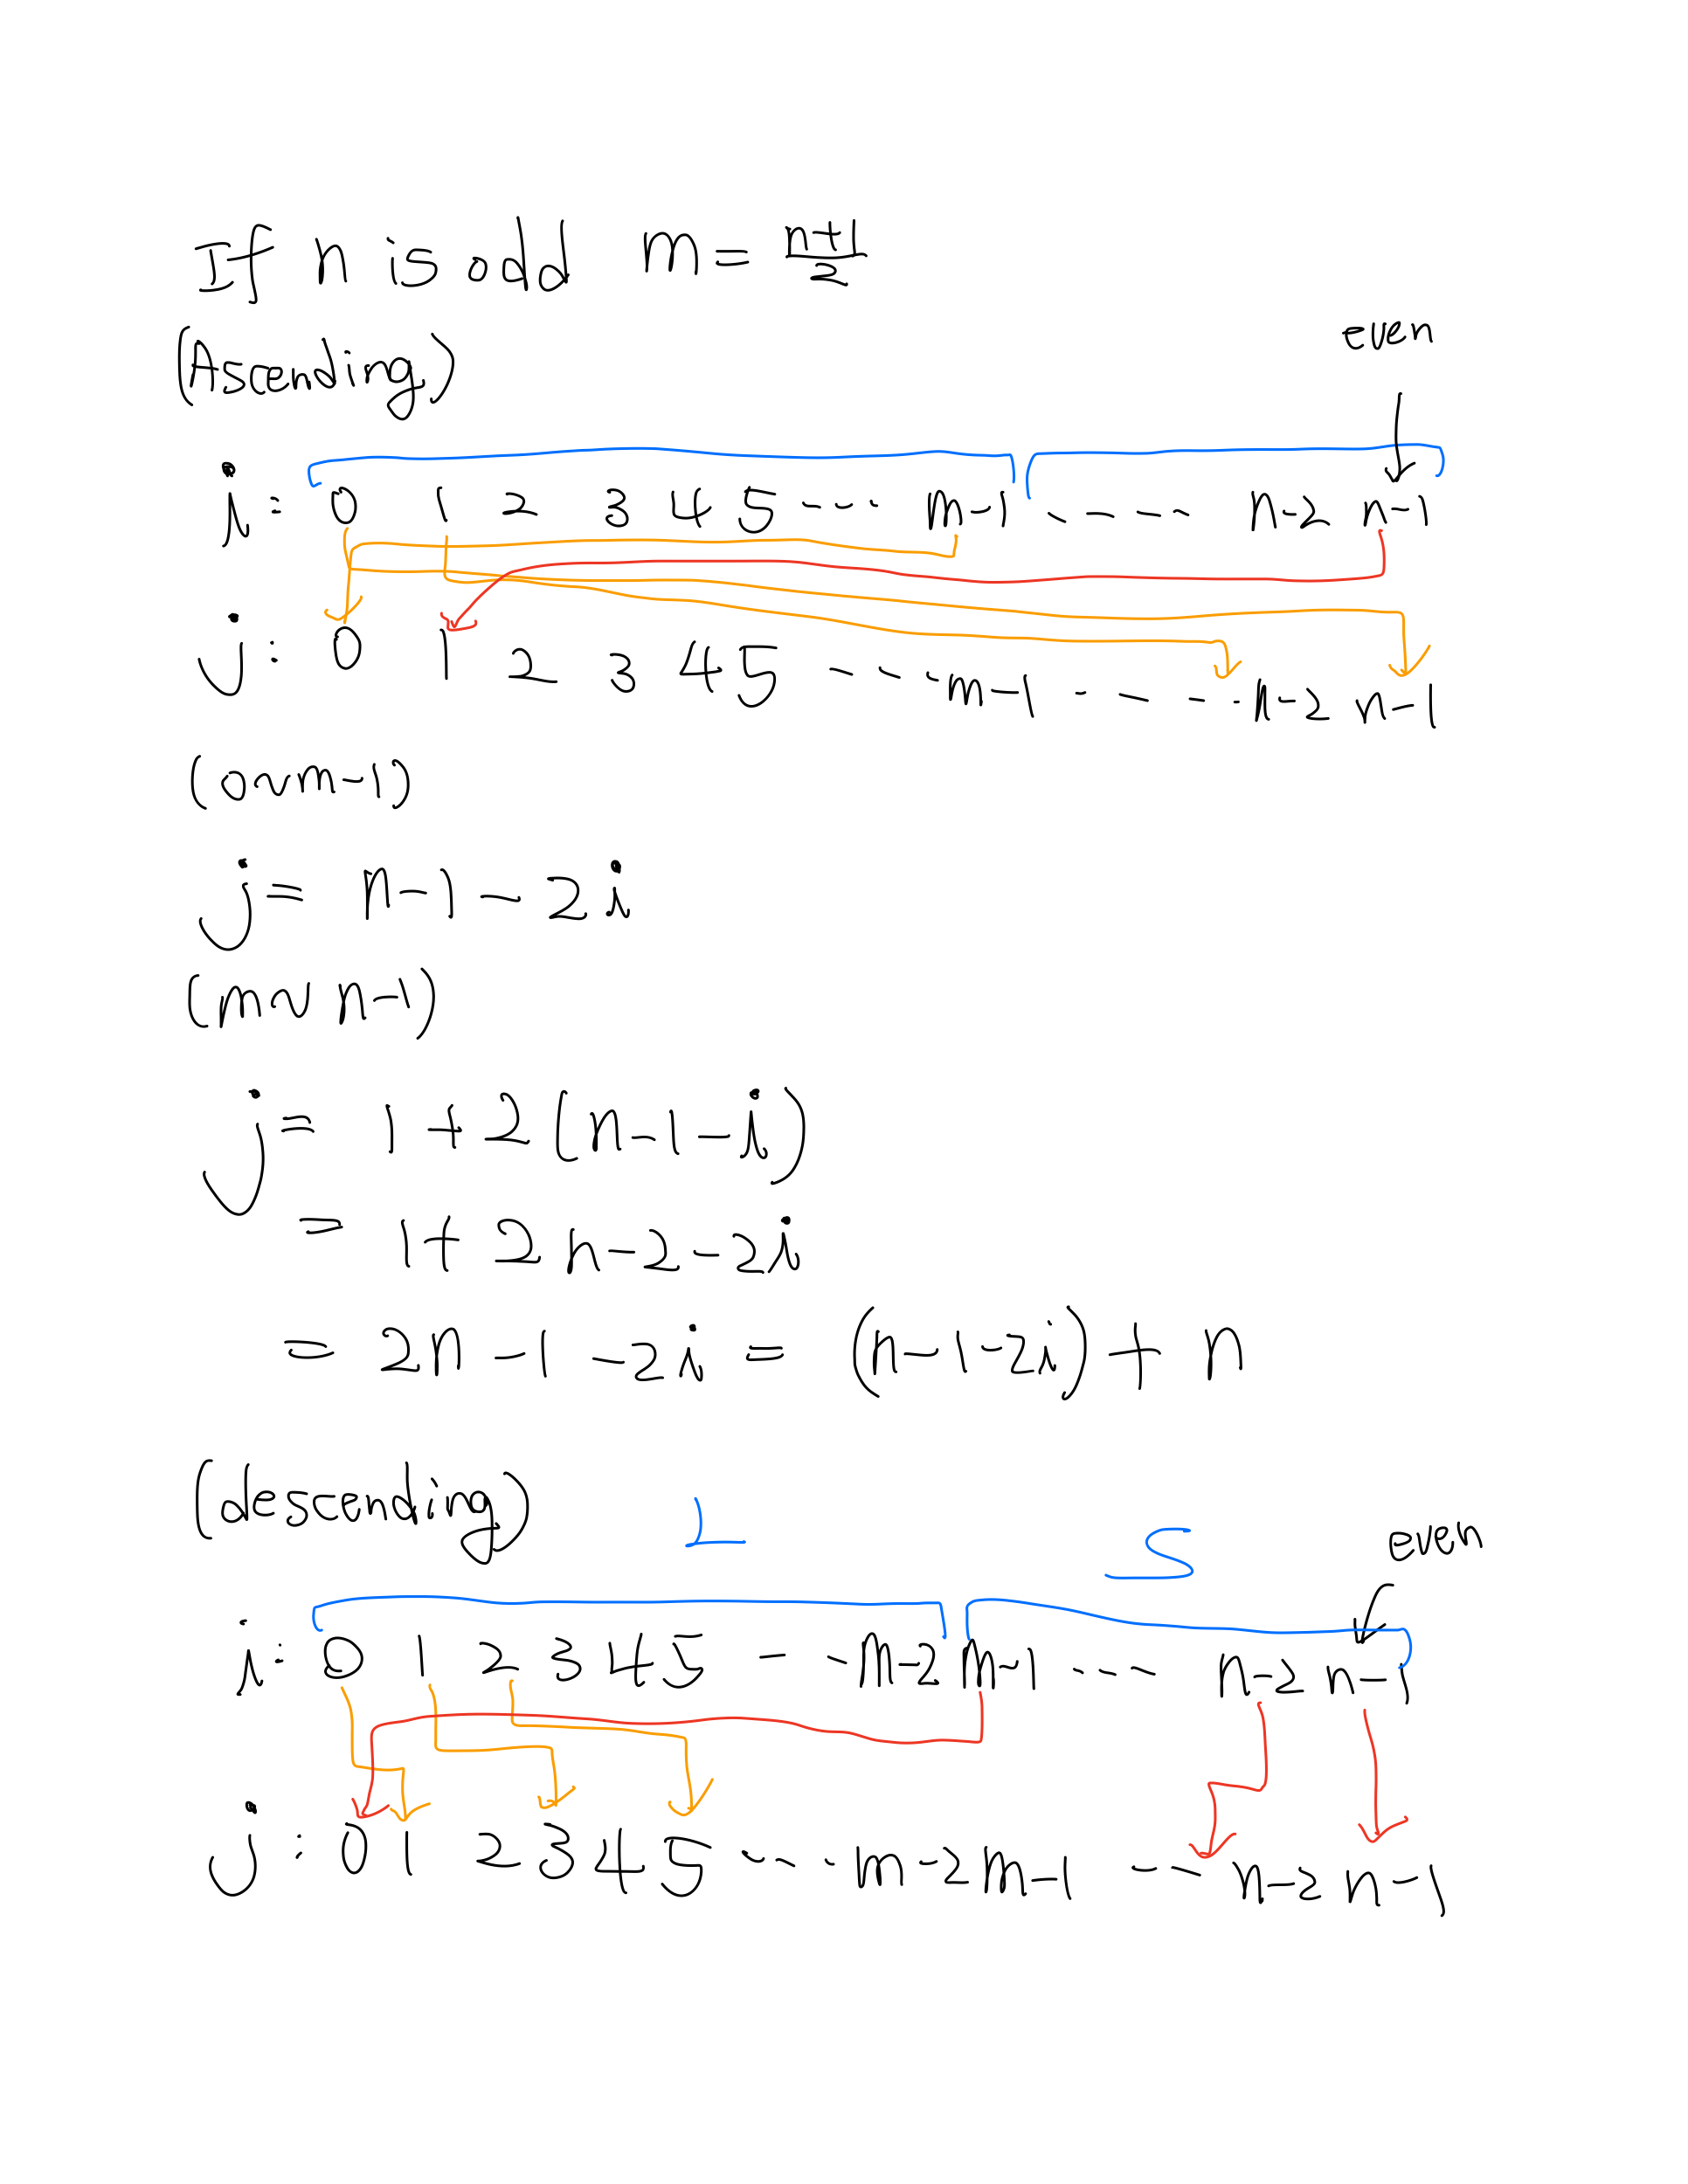 If n is odd m = n+1/2
(Ascending)
even
i: 0 1 2 3 4 5 --- m-1 ---- n-2 n-1
j: 0 1 2 3 4 5 --- m-1 ----- n-2 n-1
(0~m-1)
j = n-1-2i
(m~n-1)
j = 1+2(n-1-i)
= 1+2n-2-2i
= 2n-1-2i = (n-1-2i)+n
(descending)
L S even
i: 0 1 2 3 4 5 --- m-2 m-1 --- n-2 n-1
j: 0 1 2 3 4 5 --- m-2 m-1 --- n-2 n-1